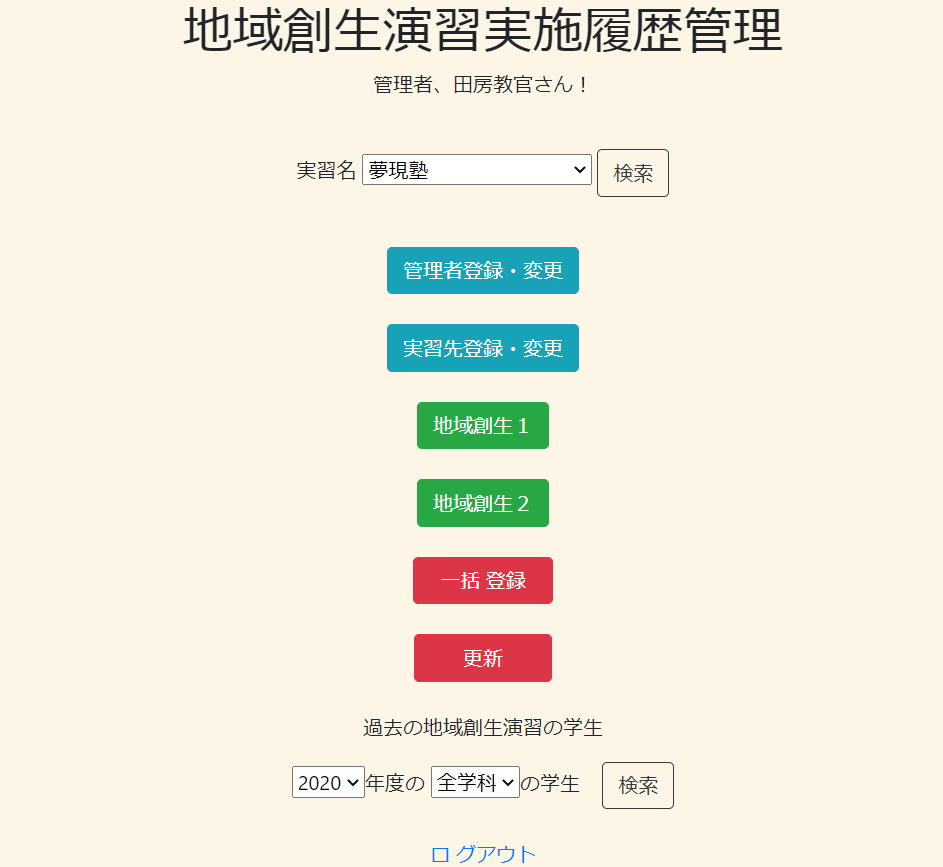 地域創生演習実施履歴管理
管理者、田房教官さん！
実習名 夢現塾 検索
管理者登録・変更
実習先登録・変更
地域創生１
地域創生２
一括 登録
更新
過去の地域創生演習の学生
2020年度の 全学科の学生 検索
ログアウト